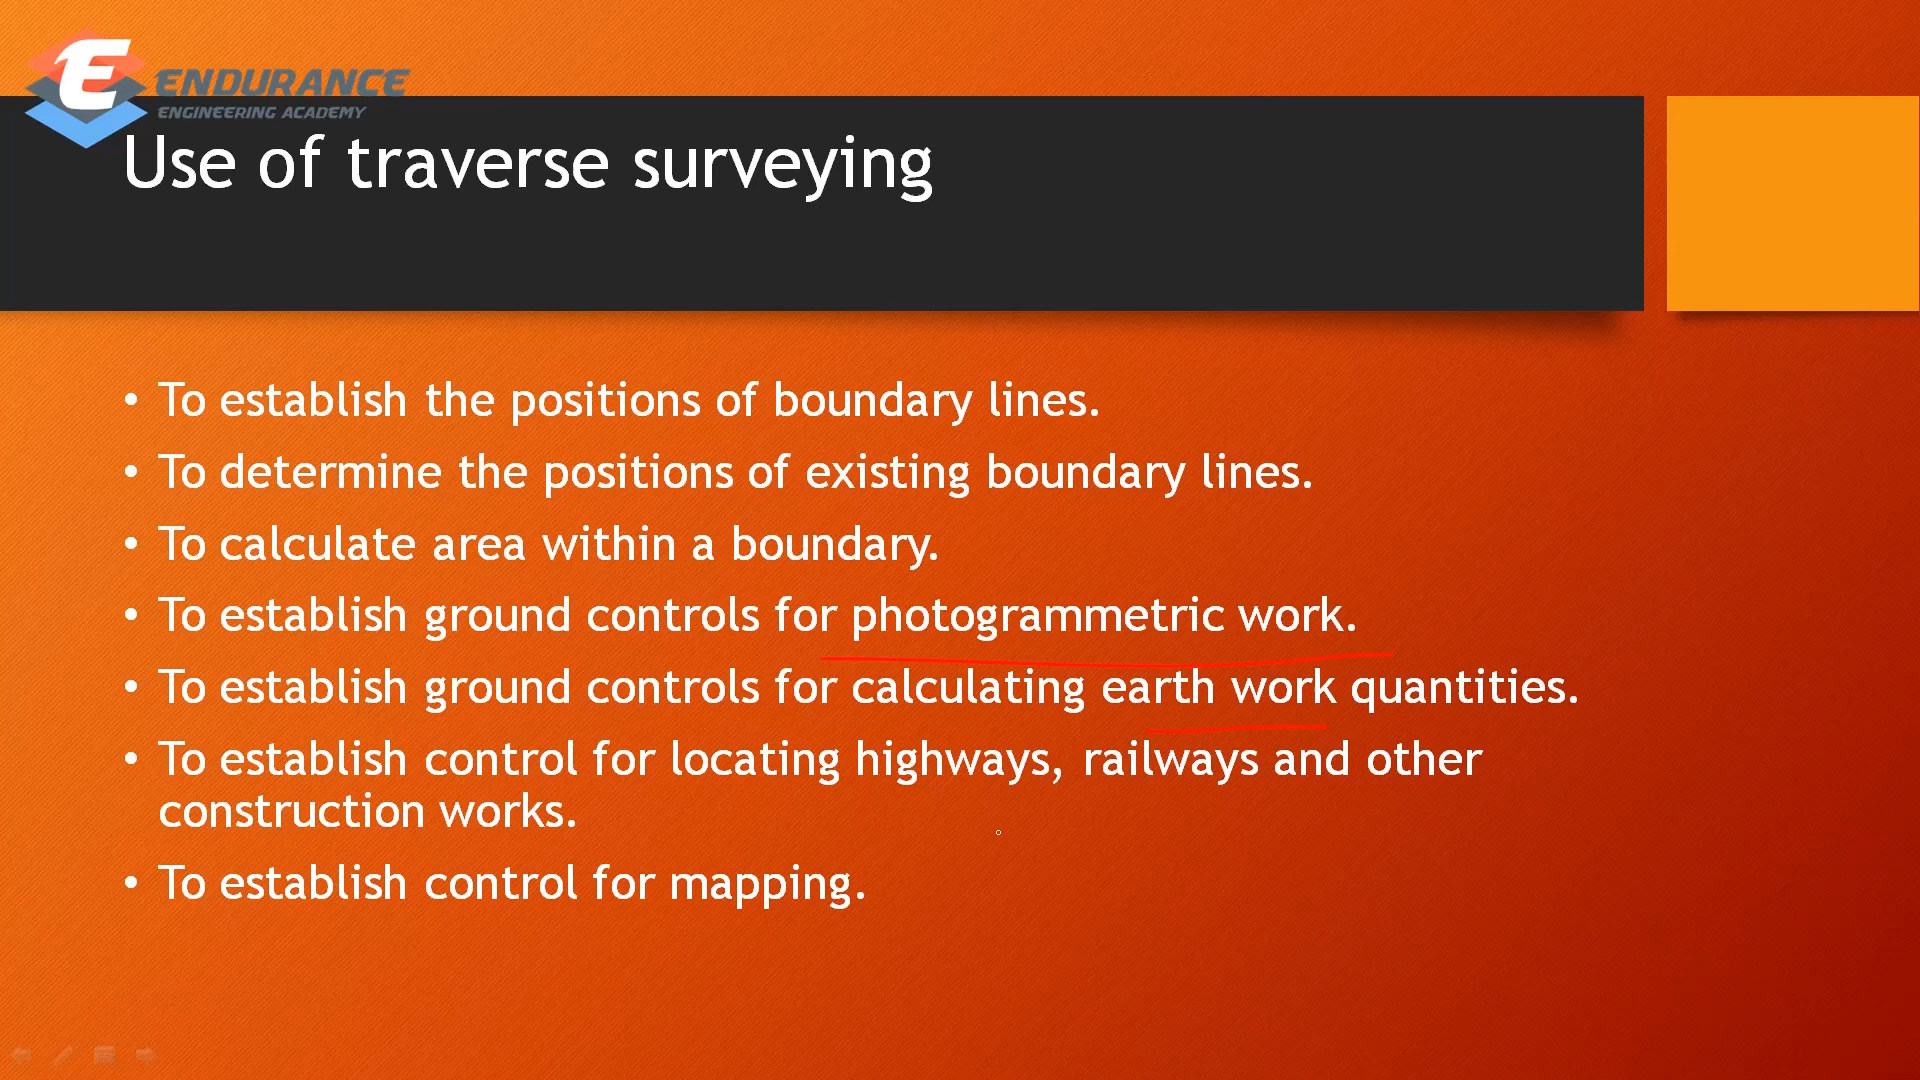 E ENDURANCE
ENGINEERING ACADEMY
Use of traverse surveying
• To establish the positions of boundary lines.
• To determine the positions of existing boundary lines.
• To calculate area within a boundary.
• To establish ground controls for photogrammetric work.
• To establish ground controls for calculating earth work quantities.
• To establish control for locating highways, railways and other
construction works.
• To establish control for mapping.